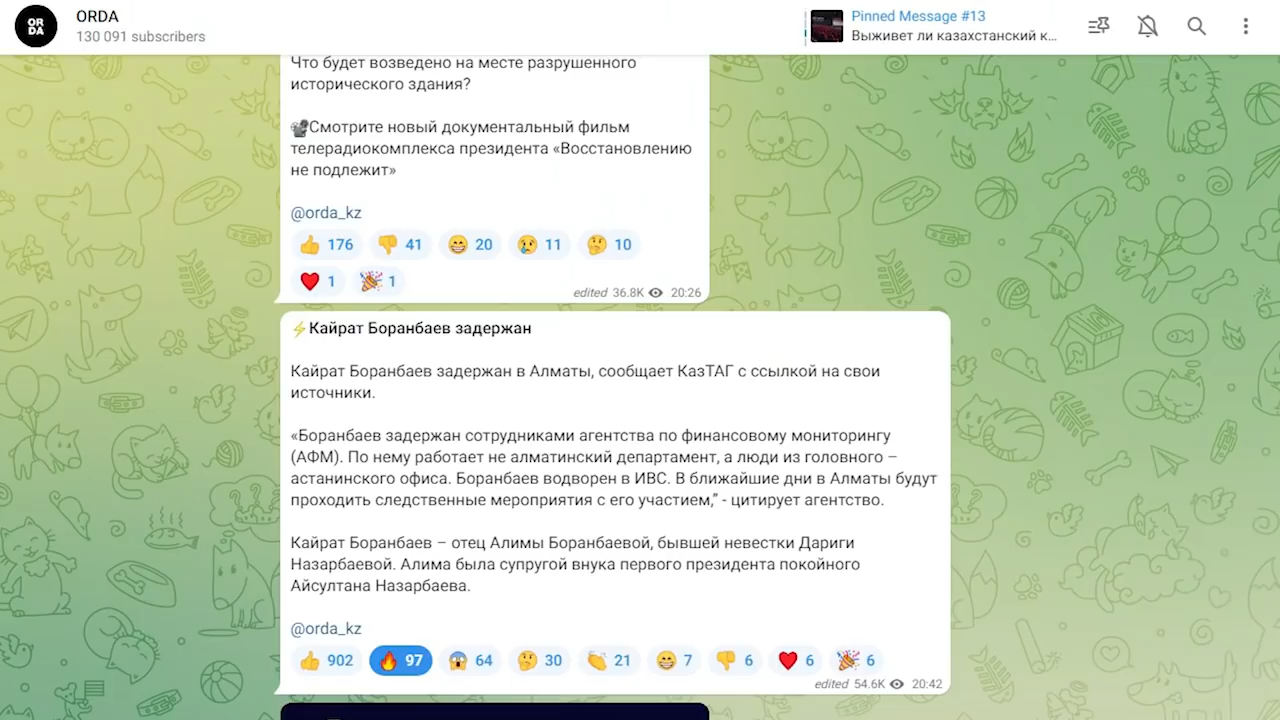 OR
DA
ORDA
130 091 subscribers
Pinned Message #13
Выживет ли казахстанский к...
Что будет возведено на месте разрушенного
исторического здания?
Смотрите новый документальный фильм
телерадиокомплекса президента «Восстановлению
не подлежит»
@orda_kz
176 41 20 11 10
1 1
edited 36.8K 20:26
Кайрат Боранбаев задержан
Кайрат Боранбаев задержан в Алматы, сообщает КазТАГ с ссылкой на свои
источники.
«Боранбаев задержан сотрудниками агентства по финансовому мониторингу
(АФМ). По нему работает не алматинский департамент, а люди из головного –
астанинского офиса. Боранбаев водворен в ИВС. В ближайшие дни в Алматы будут
проходить следственные мероприятия с его участием,” - цитирует агентство.
Кайрат Боранбаев – отец Алимы Боранбаевой, бывшей невестки Дариги
Назарбаевой. Алима была супругой внука первого президента покойного
Айсултана Назарбаева.
@orda_kz
902 97 64 30 21 7 6 6 6
edited 54.6K 20:42